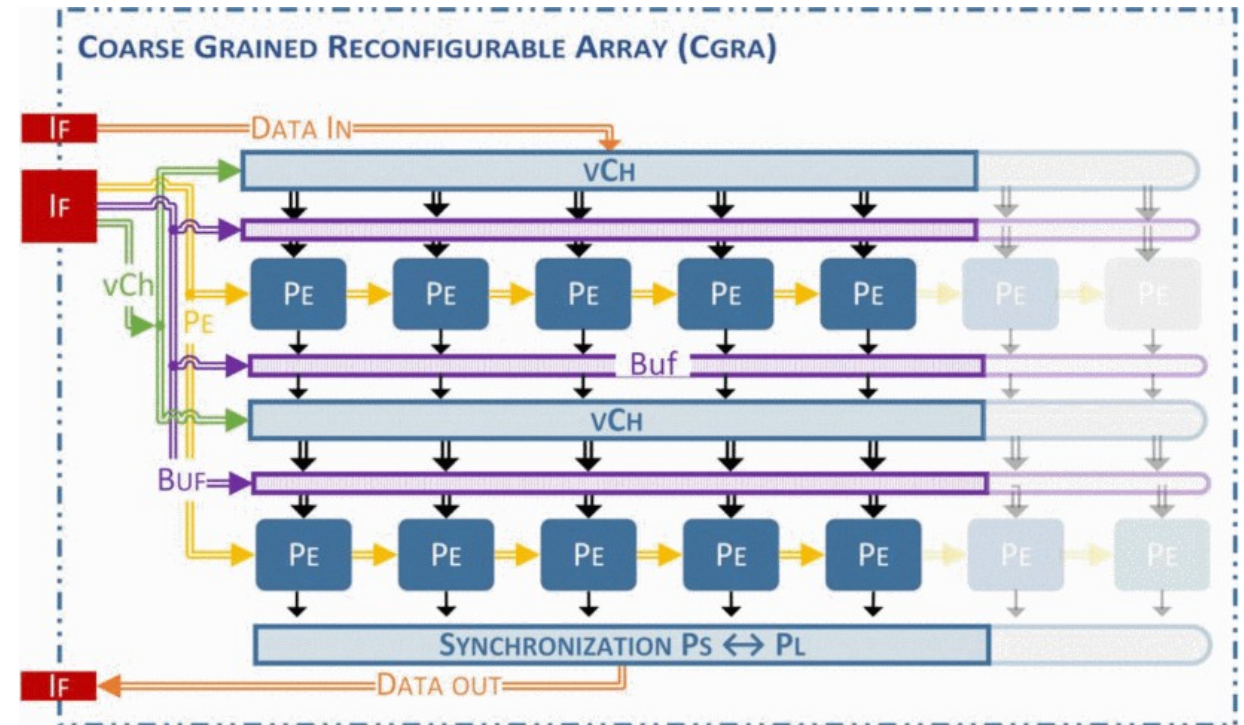 COARSE GRAINED RECONFIGURABLE ARRAY (CGRA)
IF
DATA IN
vCH
IF
vCh
PE
PE PE PE PE PE PE PE
Buf
vCH
BUF
PE PE PE PE PE PE PE
SYNCHRONIZATION PS ↔ PL
IF
DATA OUT